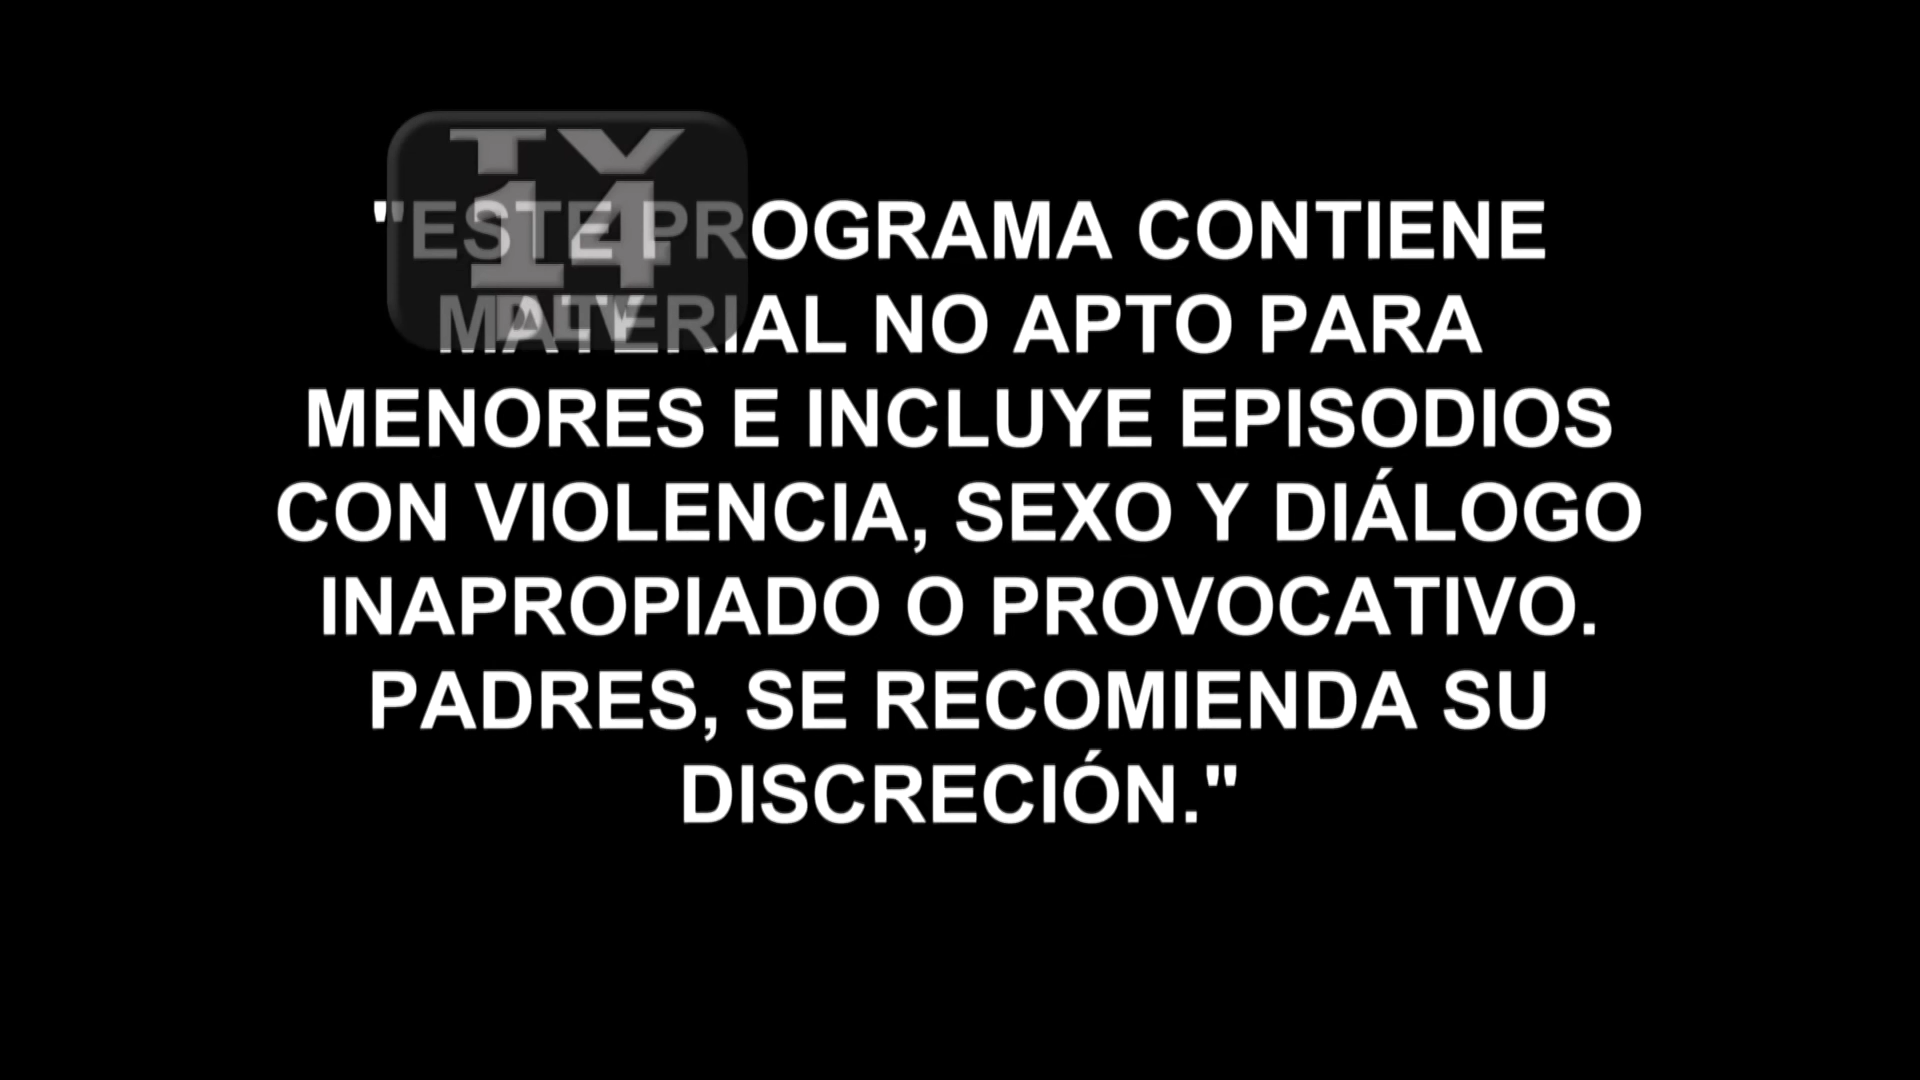 TV
14
"ESTE PROGRAMA CONTIENE
MATERIAL NO APTO PARA
MENORES E INCLUYE EPISODIOS
CON VIOLENCIA, SEXO Y DIÁLOGO
INAPROPIADO O PROVOCATIVO.
PADRES, SE RECOMIENDA SU
DISCRECIÓN."